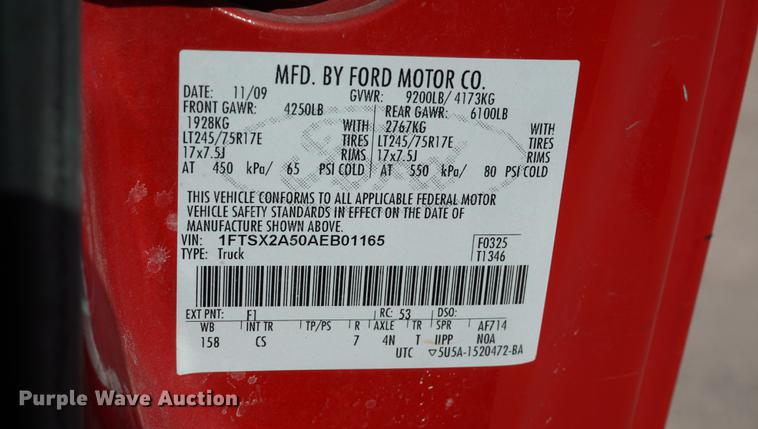 MFD. BY FORD MOTOR CO.
DATE: 11/09 GVWR: 9200LB/ 4173KG
FRONT GAWR: 4250LB REAR GAWR: 6100LB
1928KG WITH 2767KG WITH
LT245/75R17E TIRES LT245/75R17E TIRES
17x7.5J RIMS 17x7.5J RIMS
AT 450 kPa/ 65 PSI COLD AT 550 kPa/ 80 PSI COLD
THIS VEHICLE CONFORMS TO ALL APPLICABLE FEDERAL MOTOR
VEHICLE SAFETY STANDARDS IN EFFECT ON THE DATE OF
MANUFACTURE SHOWN ABOVE.
VIN: 1FTSX2A50AEB01165 F0325
TYPE: Truck T1346
EXT PNT: F1 RC: 53 DSO:
WB INT TR TP/PS R AXLE TR SPR AF714
158 CS 7 4N T IIPP NOA
UTC ▽5U5A-1520472-BA
Ford
Purple Wave Auction.